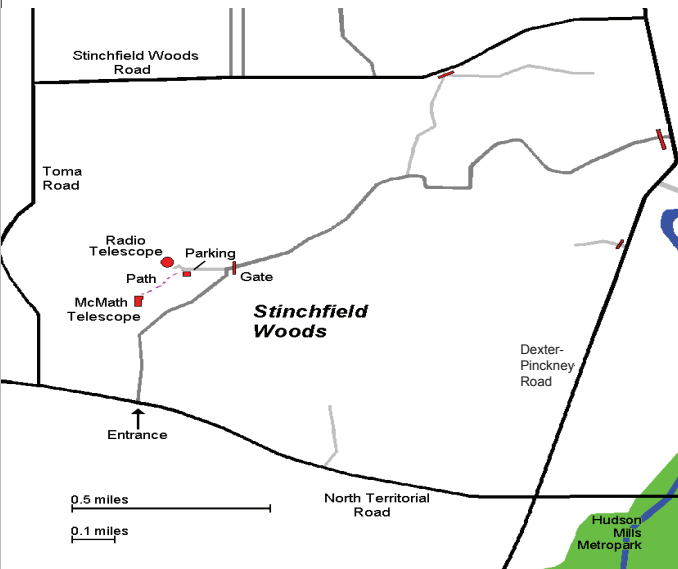 Stinchfield Woods
Road
Toma
Road
Radio
Telescope
Parking
Path
Gate
McMath
Telescope
Stinchfield
Woods
Dexter-
Pinckney
Road
Entrance
0.5 miles
0.1 miles
North Territorial
Road
Hudson
Mills
Metropark